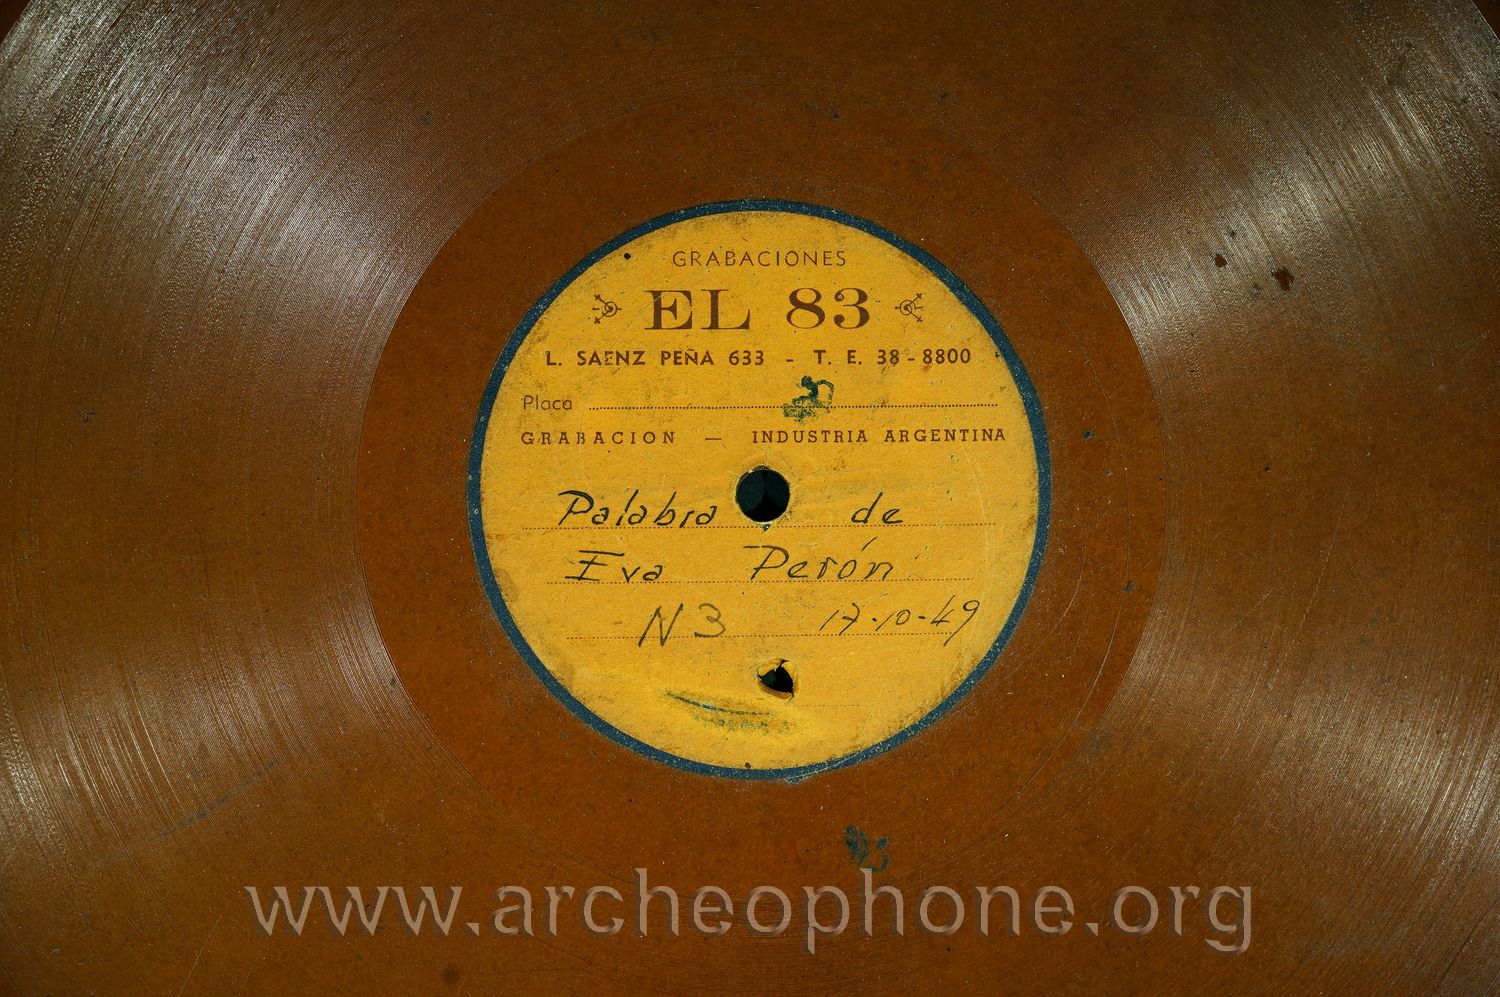 GRABACIONES
EL 83
L. SAENZ PEÑA 633 - T. E. 38-8800
Placa
GRABACION — INDUSTRIA ARGENTINA
Palabra de
Eva Perón
N 3 17-10-49
www.archeophone.org